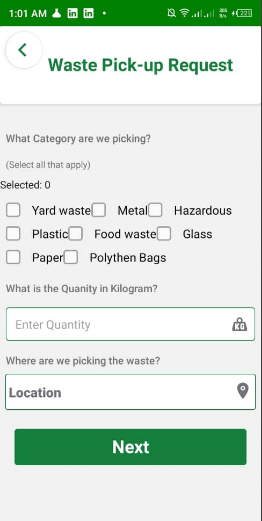 1:01 AM
Waste Pick-up Request
What Category are we picking?
(Select all that apply)
Selected: 0
Yard waste Metal Hazardous
Plastic Food waste Glass
Paper Polythen Bags
What is the Quanity in Kilogram?
Enter Quantity KG
Where are we picking the waste?
Location
Next